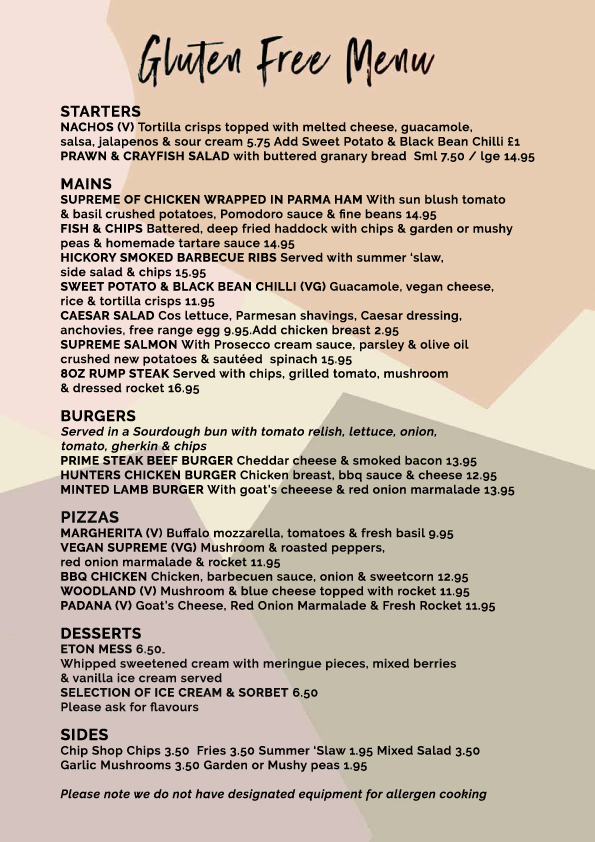 Gluten Free Menu
STARTERS
NACHOS (V) Tortilla crisps topped with melted cheese, guacamole,
salsa, jalapenos & sour cream 5.75 Add Sweet Potato & Black Bean Chilli £1
PRAWN & CRAYFISH SALAD with buttered granary bread  Sml 7.50 / lge 14.95
MAINS
SUPREME OF CHICKEN WRAPPED IN PARMA HAM With sun blush tomato
& basil crushed potatoes, Pomodoro sauce & fine beans 14.95
FISH & CHIPS Battered, deep fried haddock with chips & garden or mushy
peas & homemade tartare sauce 14.95
HICKORY SMOKED BARBECUE RIBS Served with summer ‘slaw,
side salad & chips 15.95
SWEET POTATO & BLACK BEAN CHILLI (VG) Guacamole, vegan cheese,
rice & tortilla crisps 11.95
CAESAR SALAD Cos lettuce, Parmesan shavings, Caesar dressing,
anchovies, free range egg 9.95.Add chicken breast 2.95
SUPREME SALMON With Prosecco cream sauce, parsley & olive oil
crushed new potatoes & sautéed  spinach 15.95
8OZ RUMP STEAK Served with chips, grilled tomato, mushroom
& dressed rocket 16.95
BURGERS
Served in a Sourdough bun with tomato relish, lettuce, onion,
tomato, gherkin & chips
PRIME STEAK BEEF BURGER Cheddar cheese & smoked bacon 13.95
HUNTERS CHICKEN BURGER Chicken breast, bbq sauce & cheese 12.95
MINTED LAMB BURGER With goat’s cheeese & red onion marmalade 13.95
PIZZAS
MARGHERITA (V) Buffalo mozzarella, tomatoes & fresh basil 9.95
VEGAN SUPREME (VG) Mushroom & roasted peppers,
red onion marmalade & rocket 11.95
BBQ CHICKEN Chicken, barbecuen sauce, onion & sweetcorn 12.95
WOODLAND (V) Mushroom & blue cheese topped with rocket 11.95
PADANA (V) Goat’s Cheese, Red Onion Marmalade & Fresh Rocket 11.95
DESSERTS
ETON MESS 6.50.
Whipped sweetened cream with meringue pieces, mixed berries
& vanilla ice cream served
SELECTION OF ICE CREAM & SORBET 6.50
Please ask for flavours
SIDES
Chip Shop Chips 3.50  Fries 3.50 Summer ‘Slaw 1.95 Mixed Salad 3.50
Garlic Mushrooms 3.50 Garden or Mushy peas 1.95
Please note we do not have designated equipment for allergen cooking